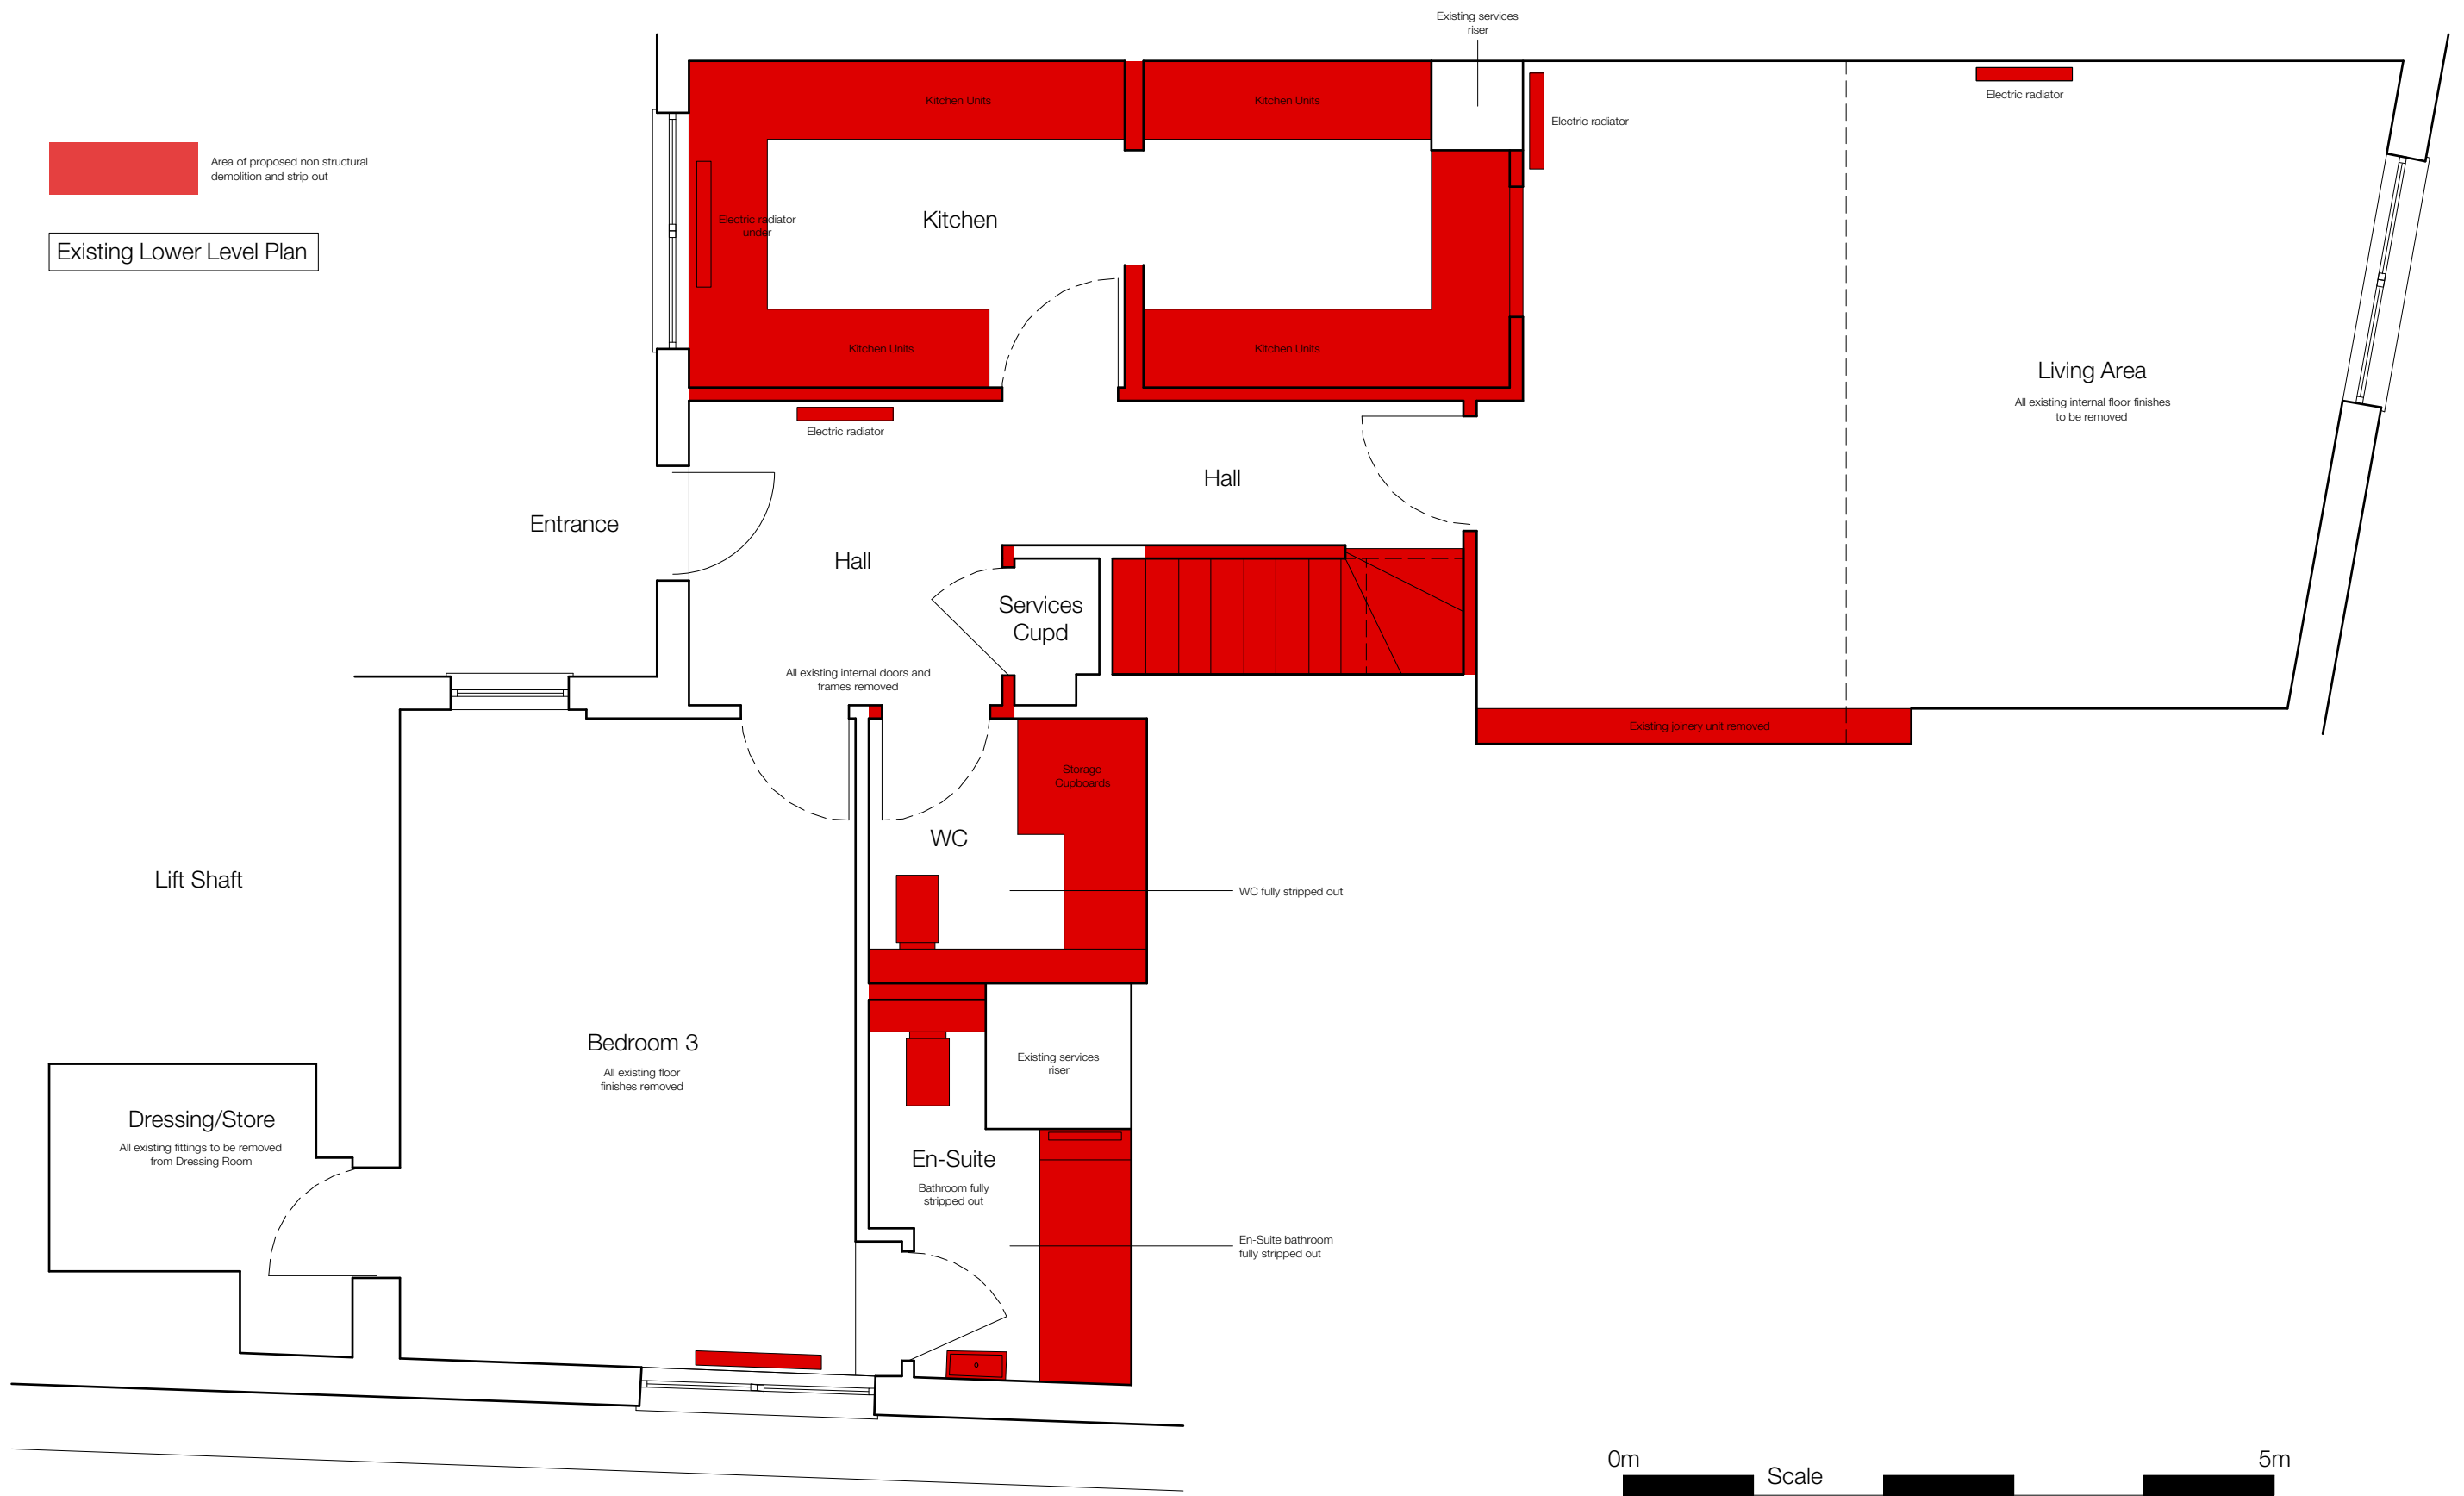 Existing services
riser
Kitchen Units
Kitchen Units
Electric radiator
Electric radiator
Area of proposed non structural
demolition and strip out
Existing Lower Level Plan
Electric radiator
under
Kitchen
Kitchen Units
Kitchen Units
Living Area
All existing internal floor finishes
to be removed
Electric radiator
Hall
Entrance
Hall
Services
Cupd
All existing internal doors and
frames removed
Existing joinery unit removed
Storage
Cupboards
WC
Lift Shaft
WC fully stripped out
Bedroom 3
All existing floor
finishes removed
Existing services
riser
Dressing/Store
All existing fittings to be removed
from Dressing Room
En-Suite
Bathroom fully
stripped out
En-Suite bathroom
fully stripped out
0m
Scale
5m